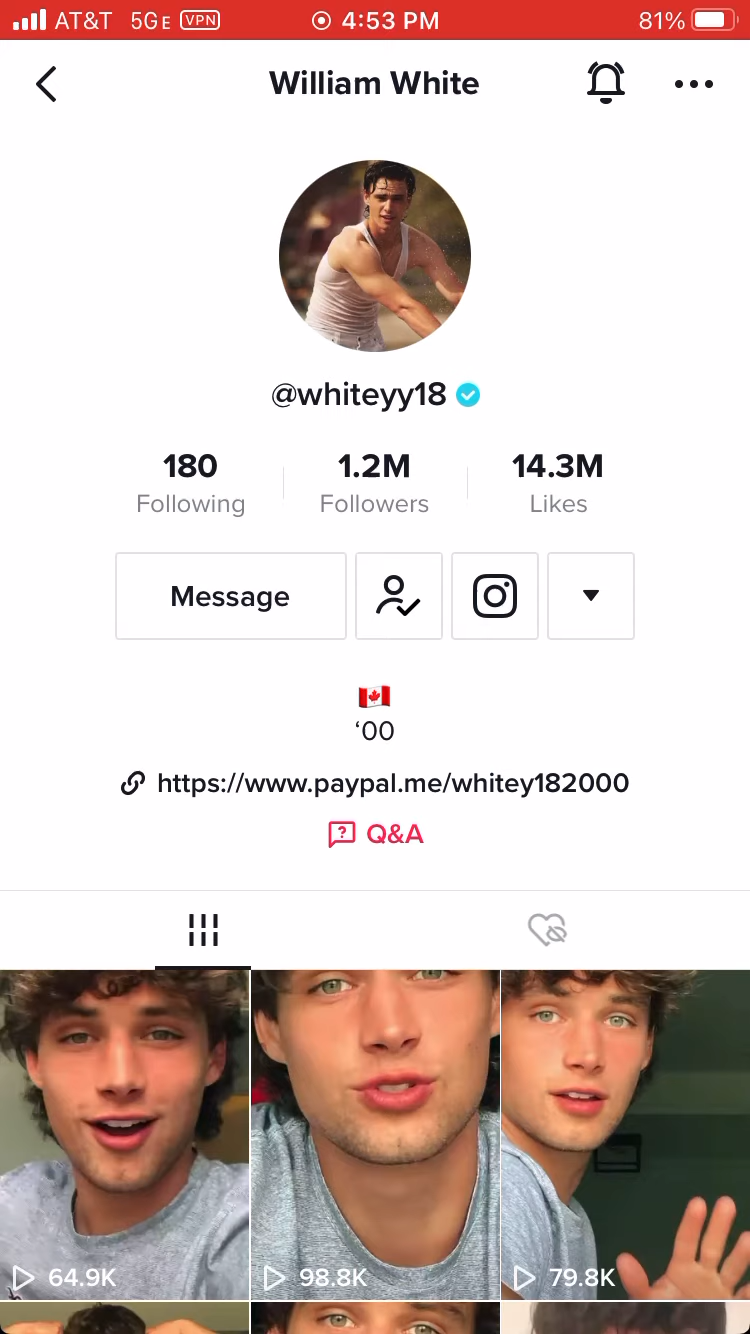 AT&T 5GE VPN 4:53 PM 81%
William White
@whiteyy18
180 1.2M 14.3M
Following Followers Likes
Message
‘00
https://www.paypal.me/whitey182000
? Q&A
64.9K 98.8K 79.8K